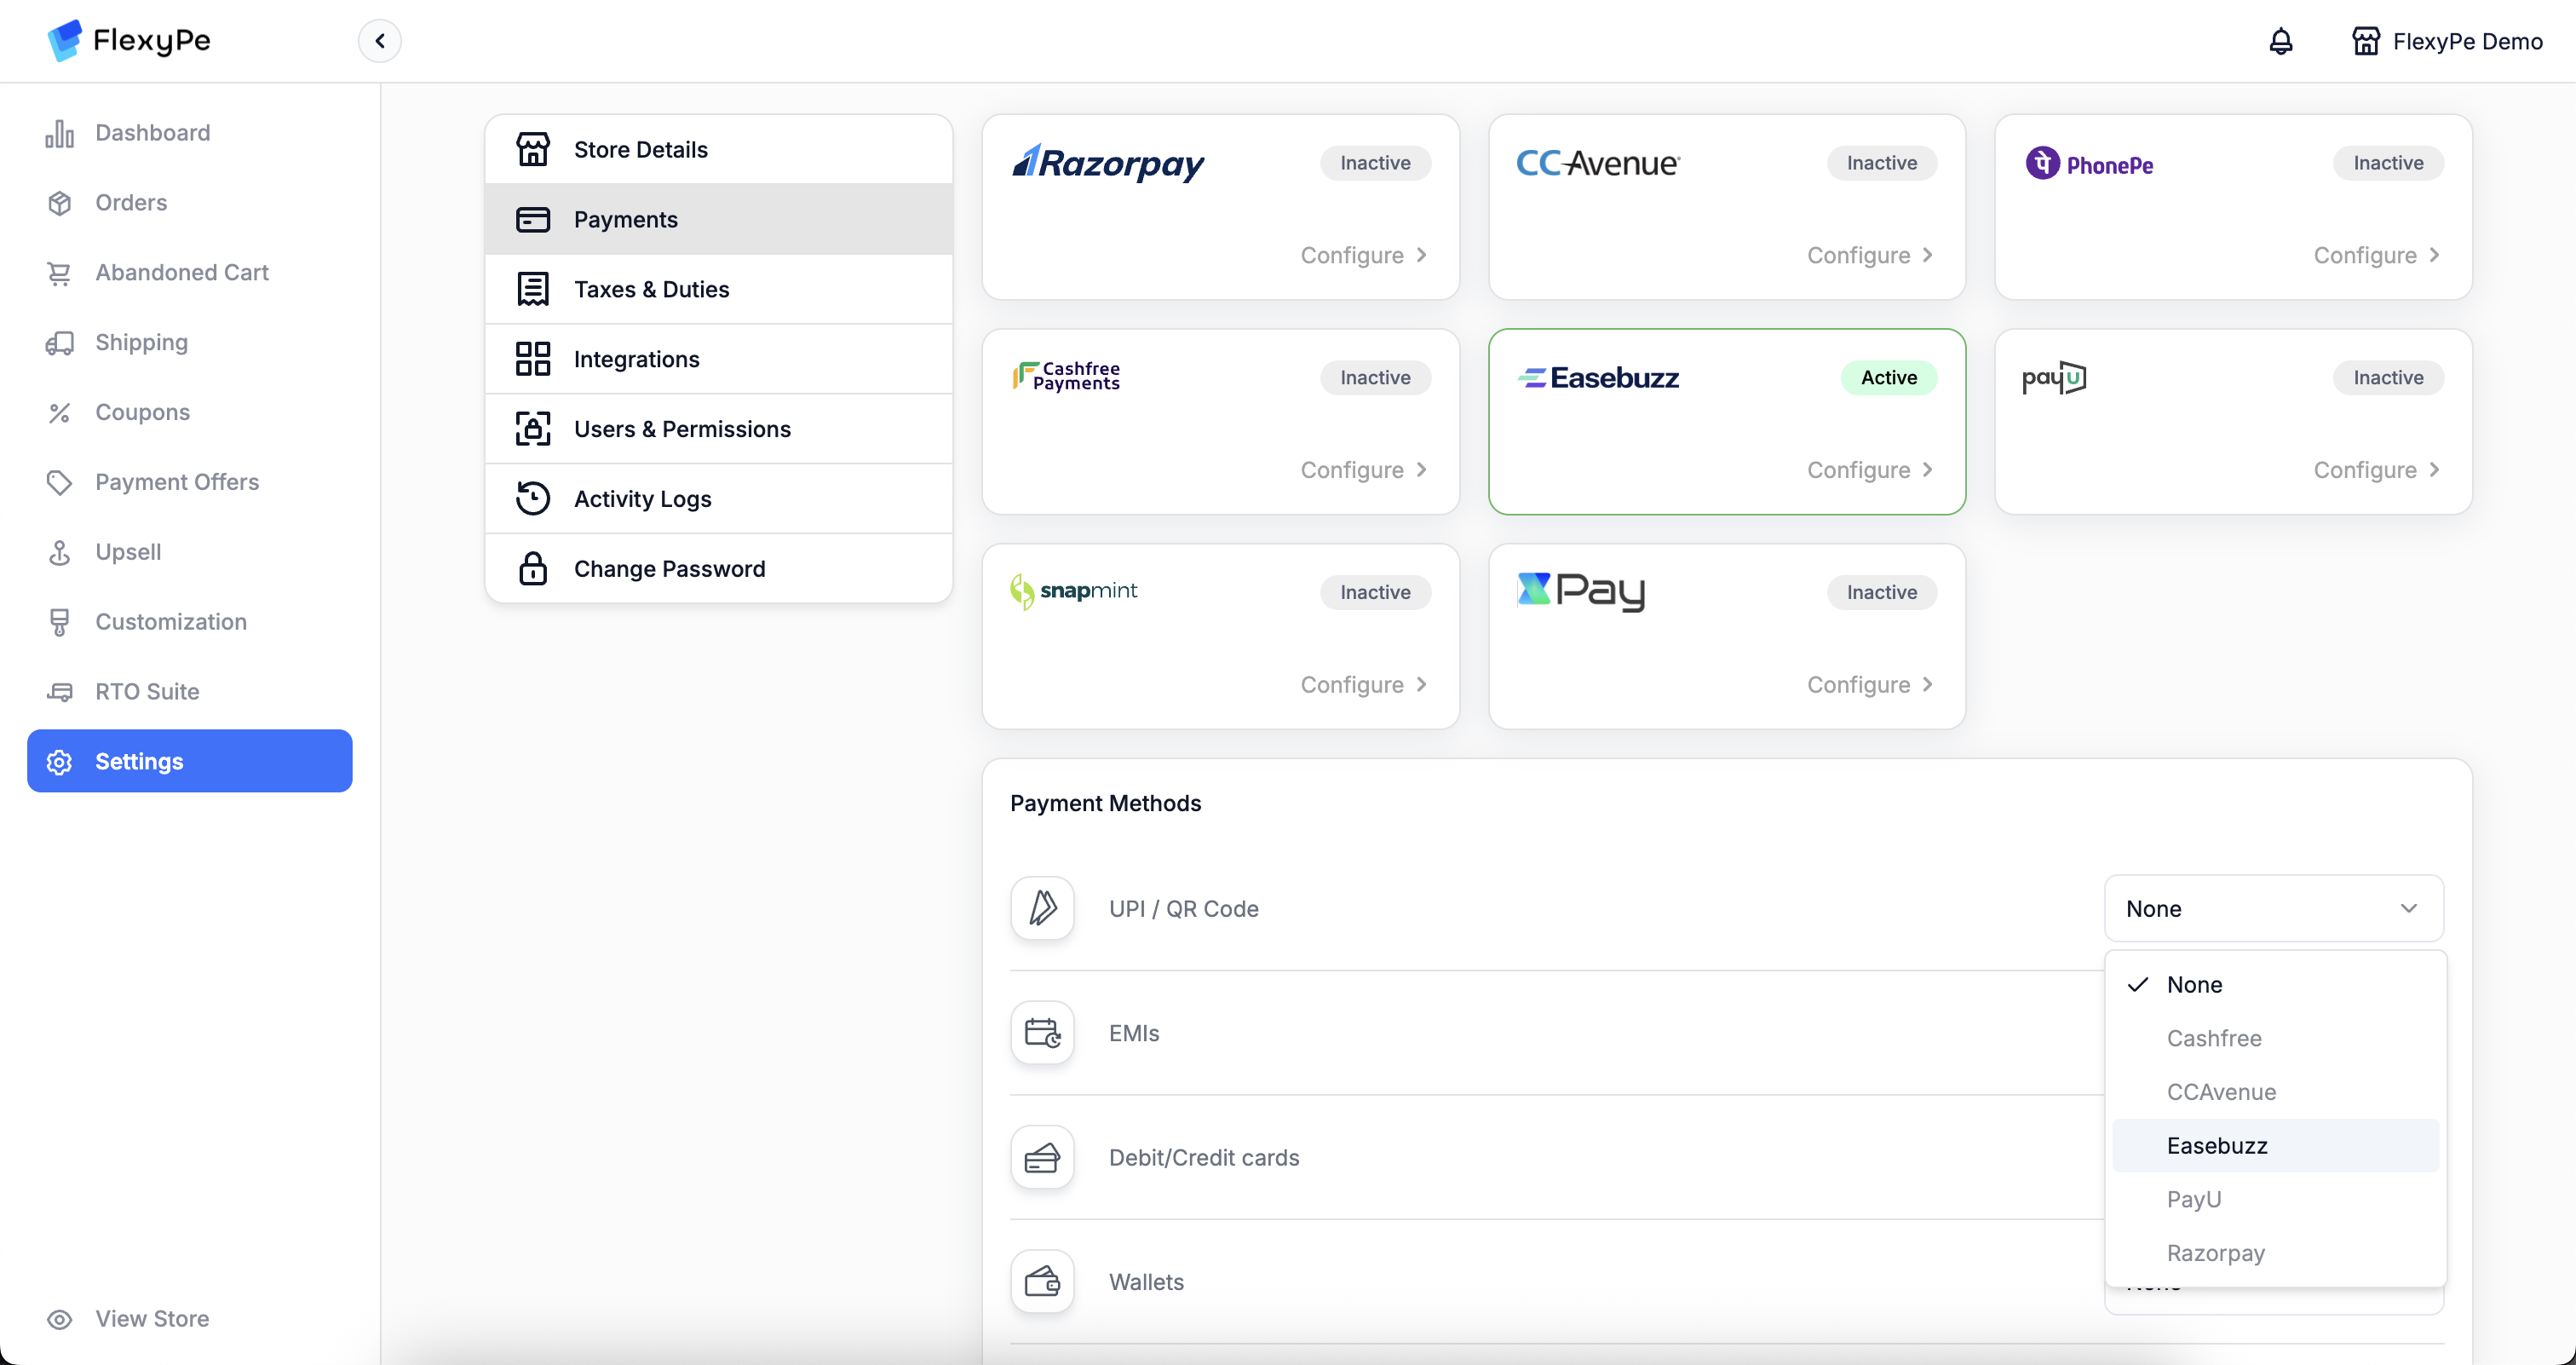 FlexyPe
FlexyPe Demo
Dashboard
Orders
Abandoned Cart
Shipping
Coupons
Payment Offers
Upsell
Customization
RTO Suite
Settings
View Store
Store Details
Payments
Taxes & Duties
Integrations
Users & Permissions
Activity Logs
Change Password
Razorpay
Inactive
Configure
CCAvenue
Inactive
Configure
पे PhonePe
Inactive
Configure
Cashfree
Payments
Inactive
Configure
Easebuzz
Active
Configure
payU
Inactive
Configure
snapmint
Inactive
Configure
XPay
Inactive
Configure
Payment Methods
UPI / QR Code
None
None
Cashfree
CCAvenue
Easebuzz
PayU
Razorpay
EMIs
Debit/Credit cards
Wallets